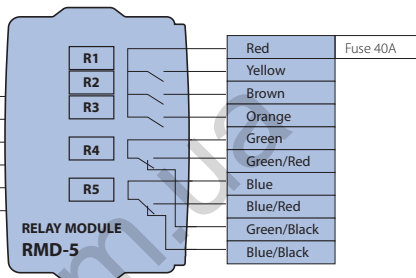 Red Fuse 40A
R1
Yellow
R2
Brown
R3
Orange
Green
R4
Green/Red
Blue
R5
Blue/Red
RELAY MODULE
Green/Black
RMD-5
Blue/Black
m.ua